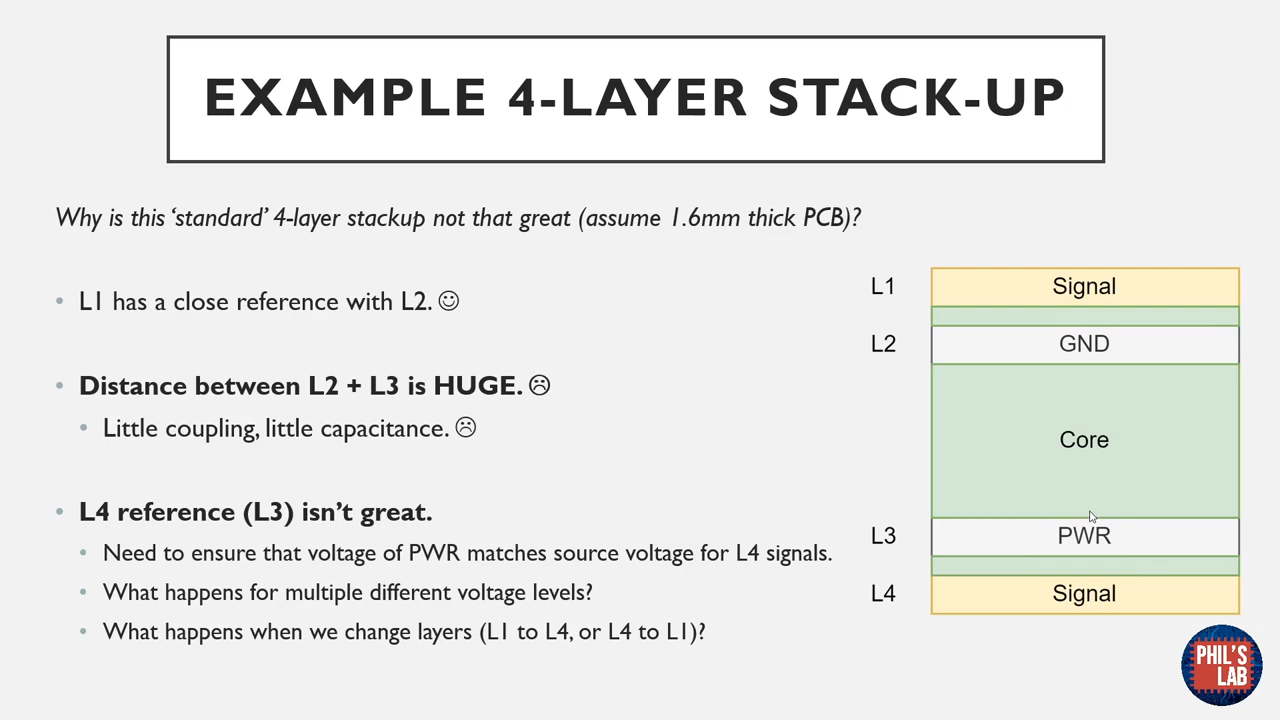 EXAMPLE 4-LAYER STACK-UP
Why is this ‘standard’ 4-layer stackup not that great (assume 1.6mm thick PCB)?
• L1 has a close reference with L2. ☺
• Distance between L2 + L3 is HUGE. ☹
• Little coupling, little capacitance. ☹
• L4 reference (L3) isn’t great.
• Need to ensure that voltage of PWR matches source voltage for L4 signals.
• What happens for multiple different voltage levels?
• What happens when we change layers (L1 to L4, or L4 to L1)?
L1 Signal
L2 GND
Core
L3 PWR
L4 Signal
PHIL'S
LAB